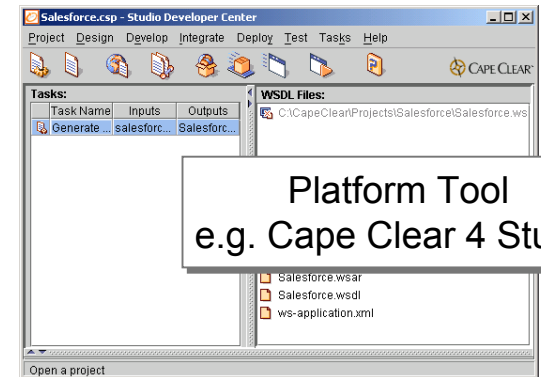 Salesforce.csp - Studio Developer Center
Project Design Develop Integrate Deploy Test Tasks Help
CAPE CLEAR
Tasks:
WSDL Files:
Task Name Inputs Outputs
C:\CapeClear\Projects\Salesforce\Salesforce.ws
Generate ... salesforc... Salesforc...
Platform Tool
e.g. Cape Clear 4 Stu
Salesforce.wsar
Salesforce.wsdl
ws-application.xml
Open a project